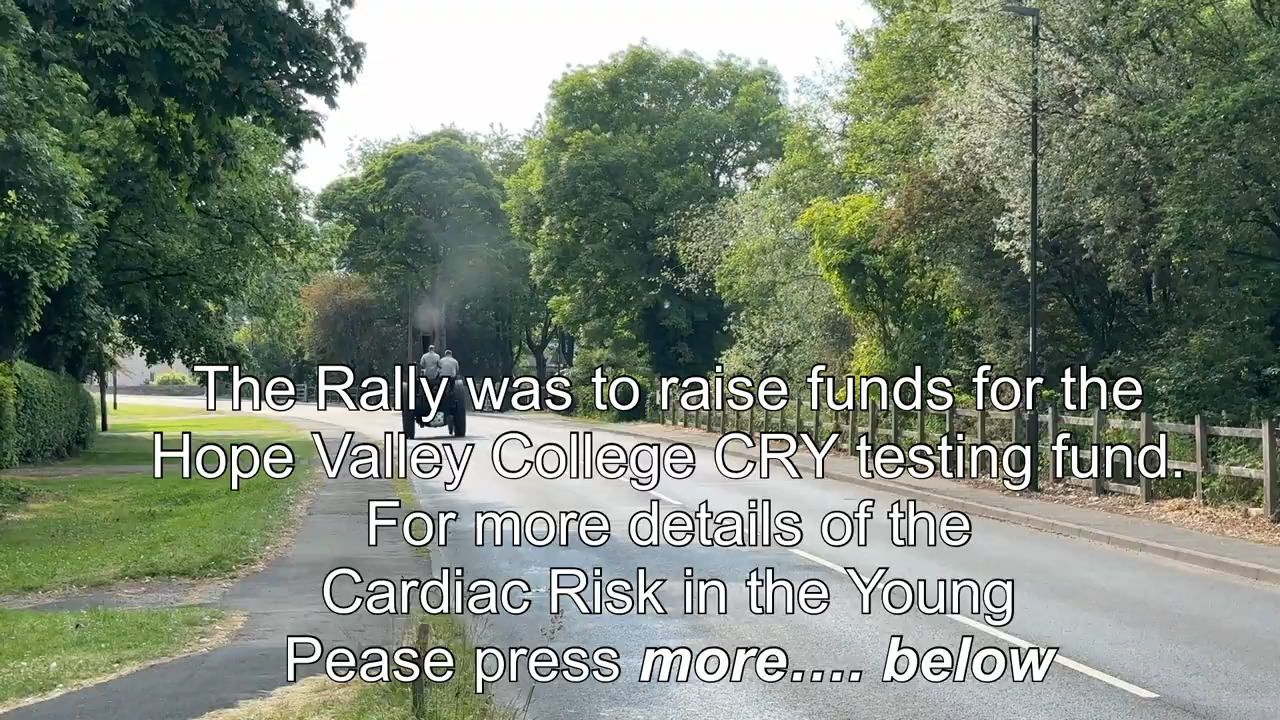 The Rally was to raise funds for the
Hope Valley College CRY testing fund.
For more details of the
Cardiac Risk in the Young
Pease press more.... below